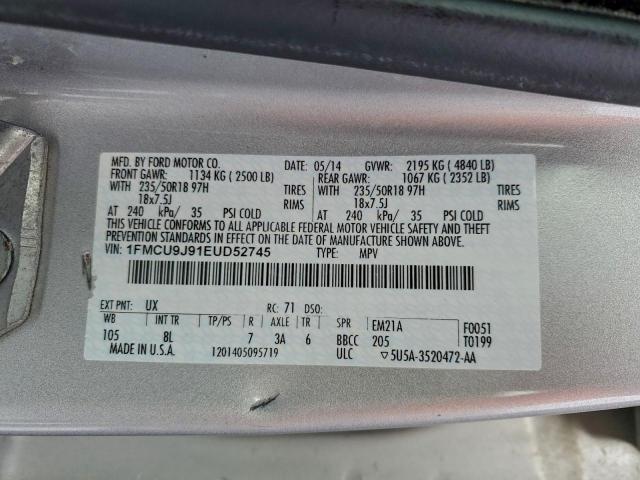 MFD. BY FORD MOTOR CO. DATE: 05/14 GVWR: 2195 KG ( 4840 LB)
FRONT GAWR: 1134 KG ( 2500 LB) REAR GAWR: 1067 KG ( 2352 LB)
WITH 235/50R18 97H TIRES WITH 235/50R18 97H TIRES
18x7.5J RIMS 18x7.5J RIMS
AT 240 kPa/ 35 PSI COLD AT 240 kPa/ 35 PSI COLD
THIS VEHICLE CONFORMS TO ALL APPLICABLE FEDERAL MOTOR VEHICLE SAFETY AND THEFT
PREVENTION STANDARDS IN EFFECT ON THE DATE OF MANUFACTURE SHOWN ABOVE.
VIN: 1FMCU9J91EUD52745 TYPE: MPV
EXT PNT: UX RC: 71 DSO:
WB INT TR TP/PS R AXLE TR SPR EM21A F0051
105 8L 7 3A 6 BBCC 205 T0199
MADE IN U.S.A. 1201405095719 ULC ▽5U5A-3520472-AA